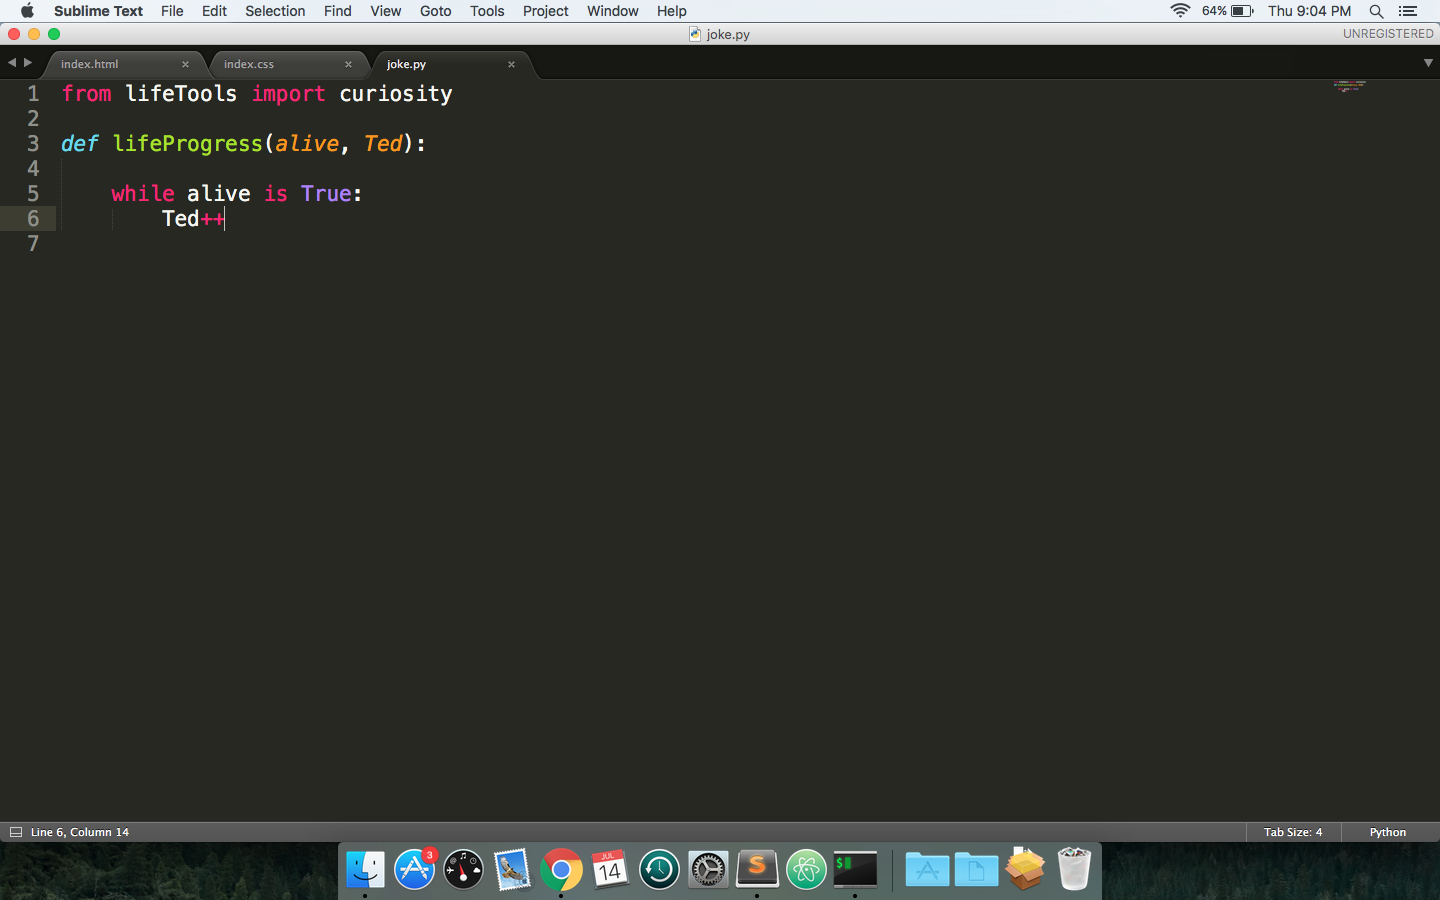 Sublime Text File Edit Selection Find View Goto Tools Project Window Help 64% Thu 9:04 PM
joke.py UNREGISTERED
index.html × index.css × joke.py ×
1 from lifeTools import curiosity
2
3 def lifeProgress(alive, Ted):
4
5 while alive is True:
6 Ted++
7
Line 6, Column 14 Tab Size: 4 Python
3
JUL
14
S
$